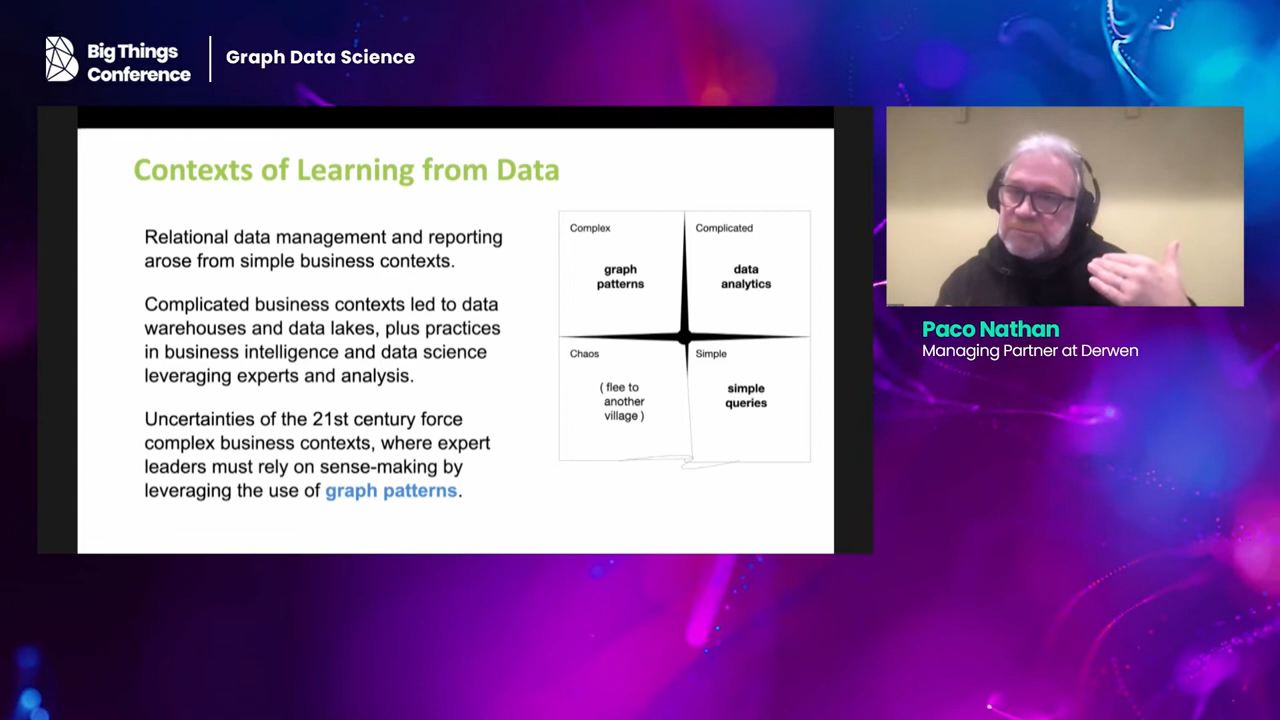 Big Things
Conference
Graph Data Science
Contexts of Learning from Data
Relational data management and reporting
arose from simple business contexts.
Complicated business contexts led to data
warehouses and data lakes, plus practices
in business intelligence and data science
leveraging experts and analysis.
Uncertainties of the 21st century force
complex business contexts, where expert
leaders must rely on sense-making by
leveraging the use of graph patterns.
Complex
graph
patterns
Complicated
data
analytics
Chaos
( flee to
another
village )
Simple
simple
queries
Paco Nathan
Managing Partner at Derwen